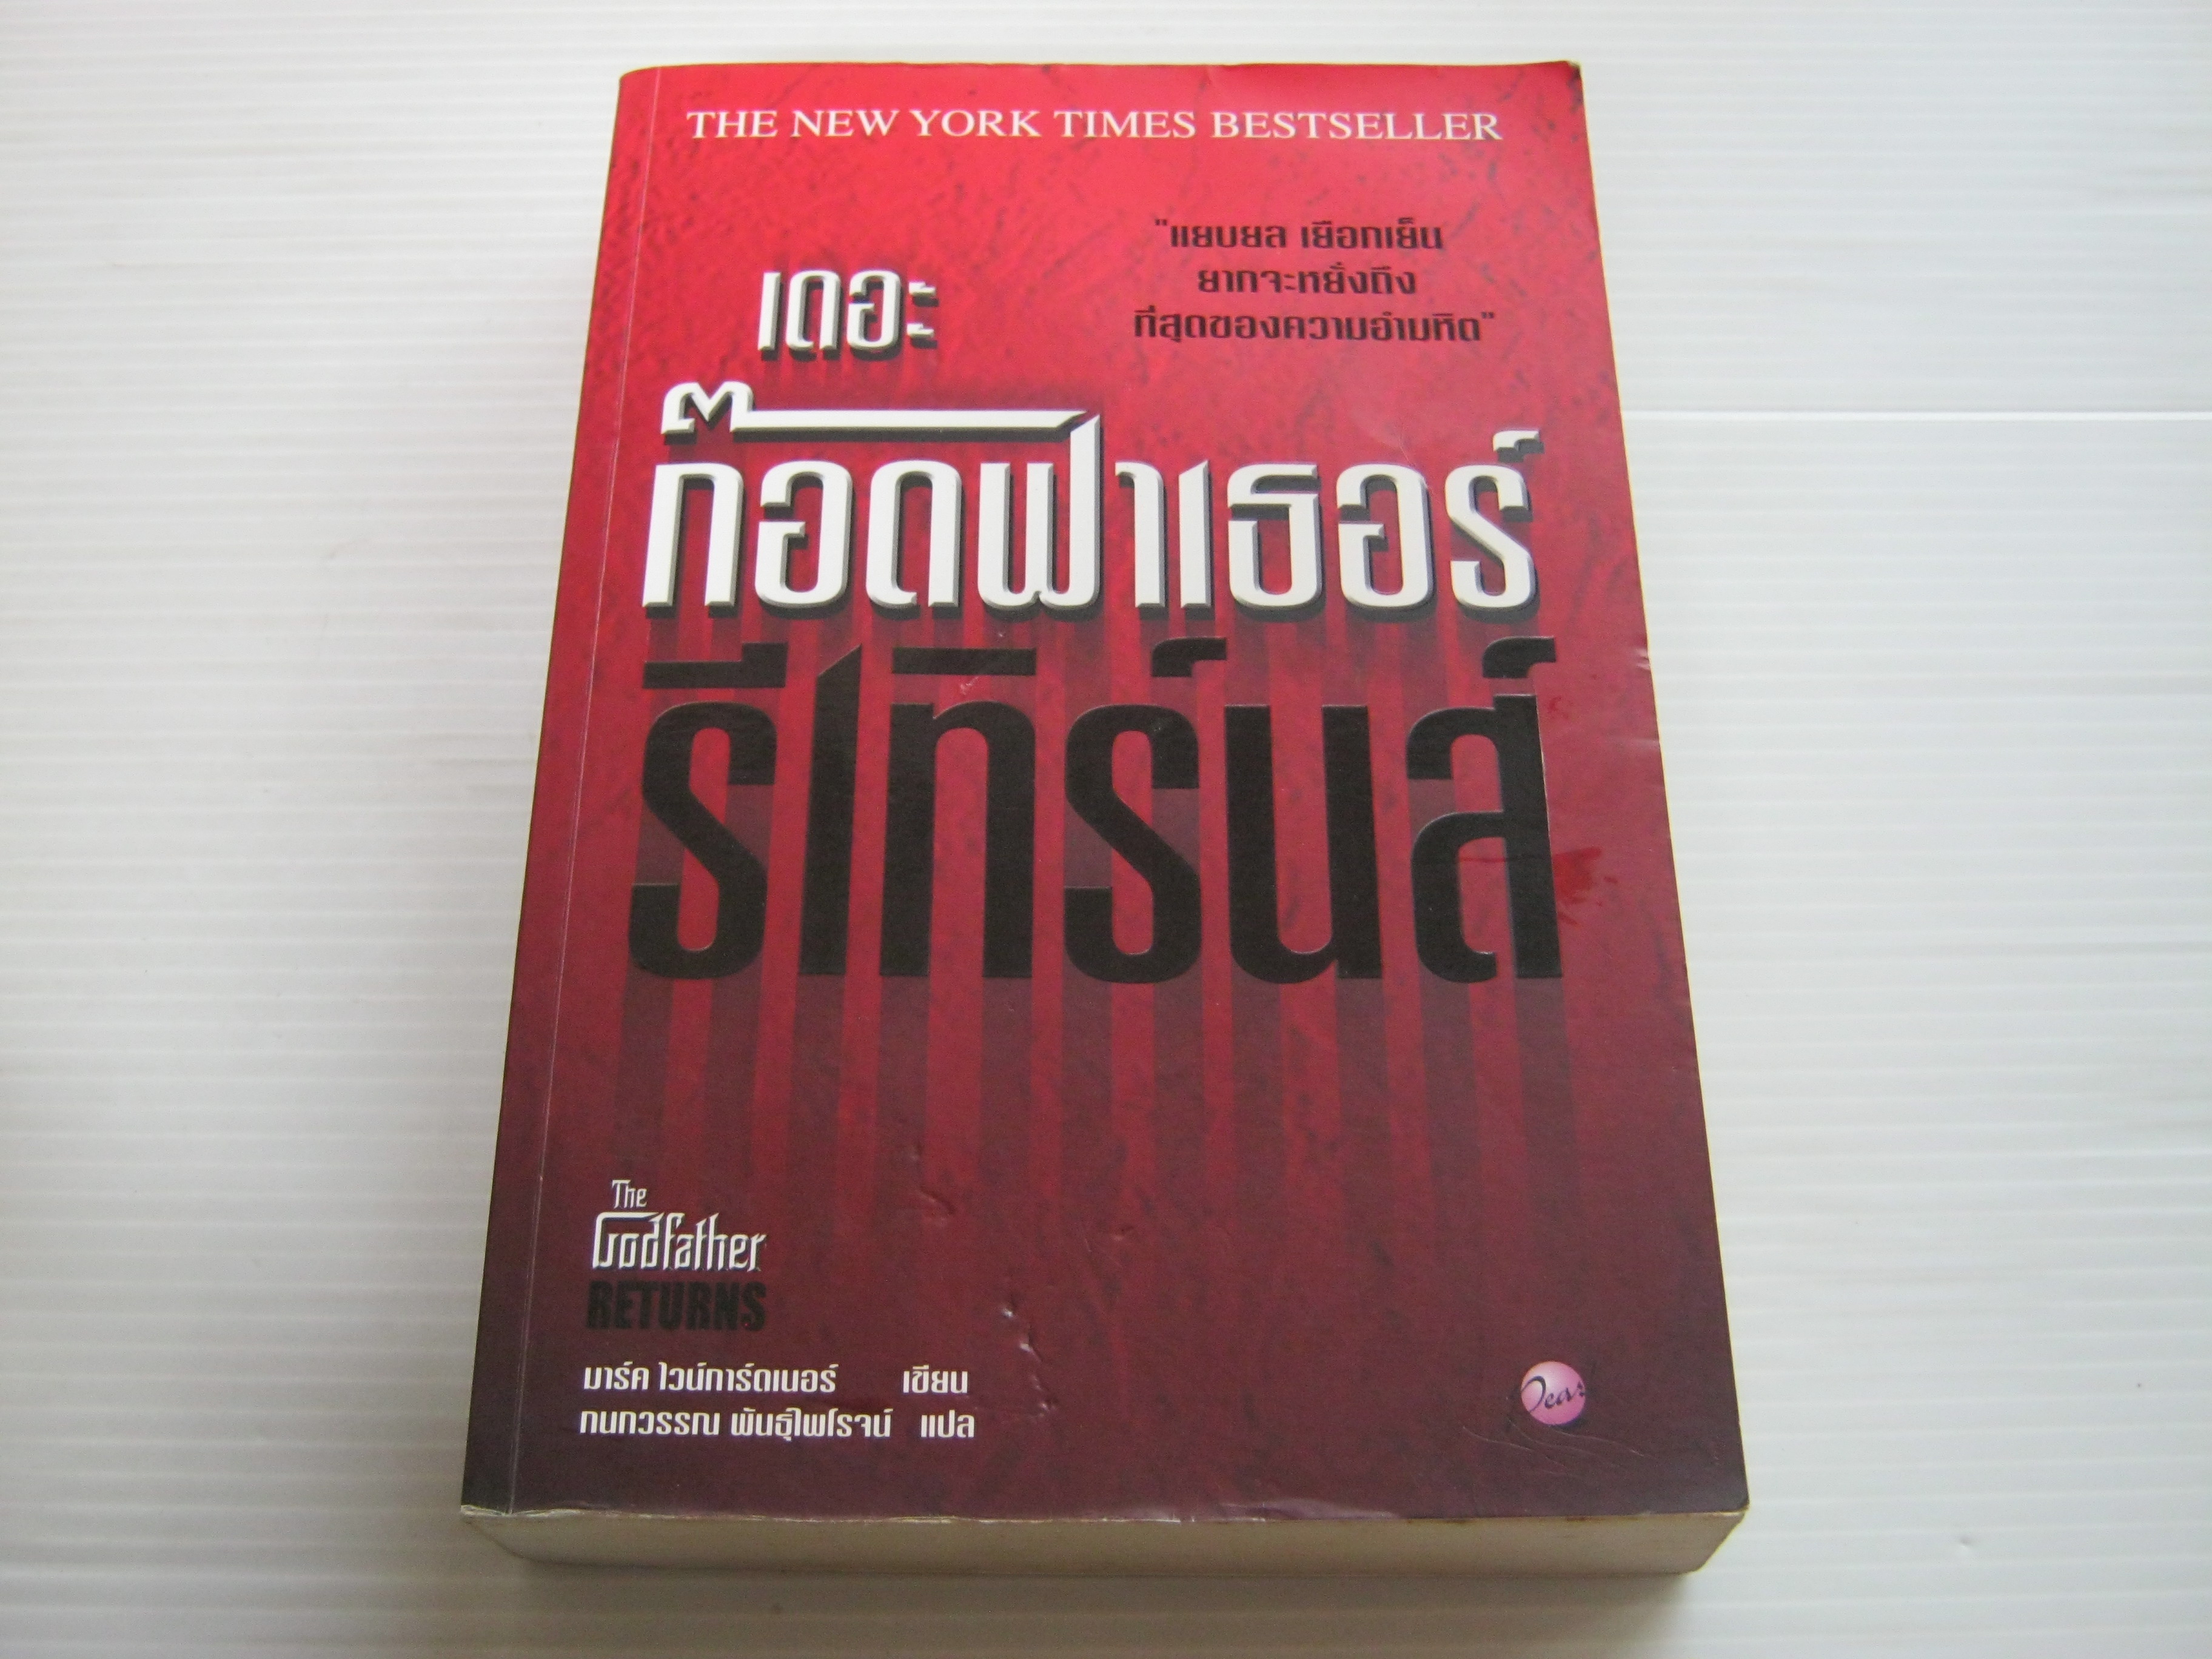 THE NEW YORK TIMES BESTSELLER
"แยบยล เยือกเย็น
ยากจะหยั่งถึง
ที่สุดของความอำมหิต"
เดอะ
ก๊อดฟาเธอร์
รีเทิร์นส์
The
Godfather
RETURNS
มาร์ค ไวน์การ์ดเนอร์ เขียน
กนกวรรณ พันธุ์ไพโรจน์ แปล